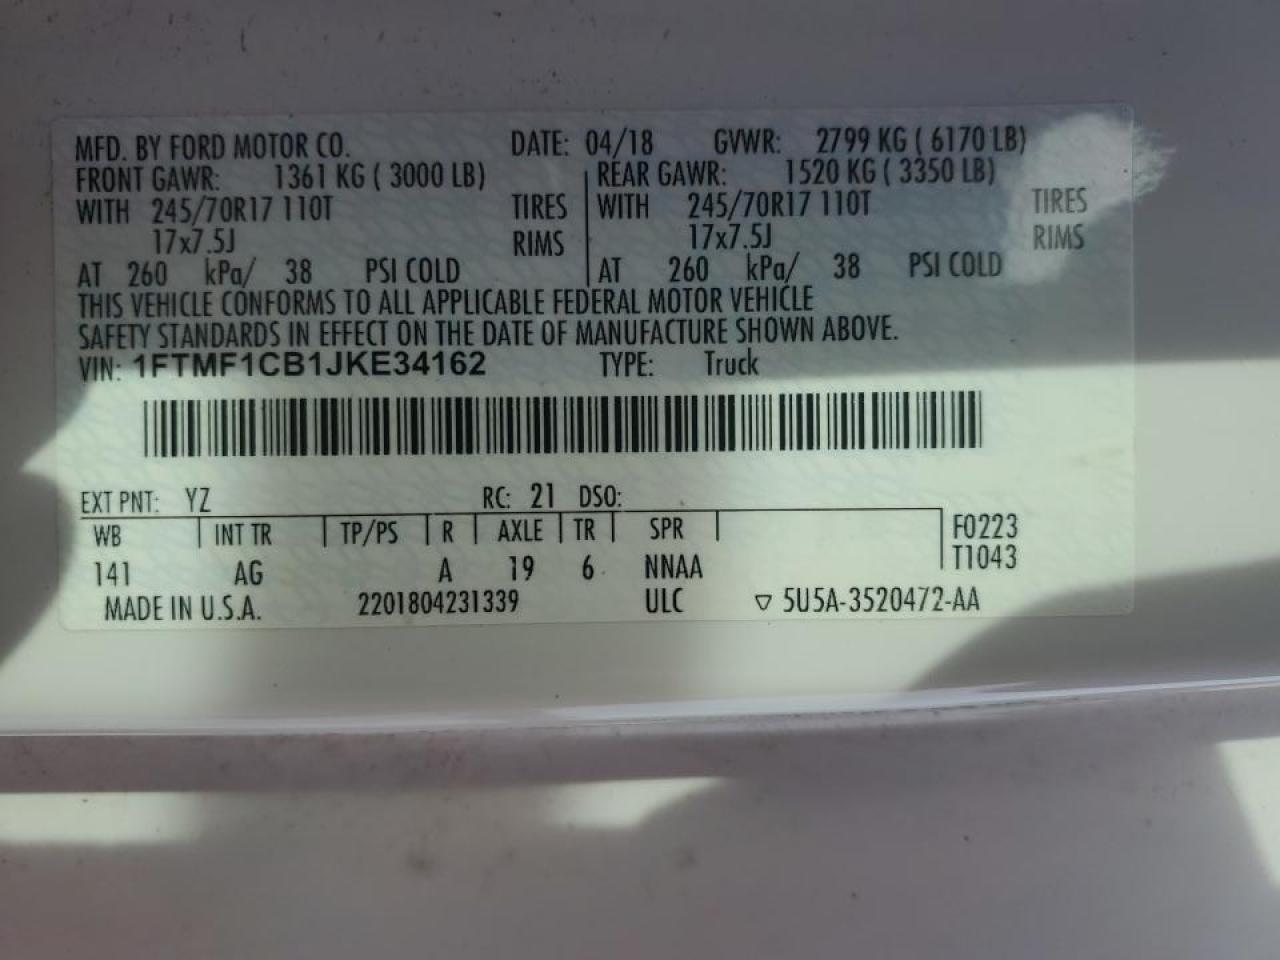 MFD. BY FORD MOTOR CO. DATE: 04/18 GVWR: 2799 KG ( 6170 LB)
FRONT GAWR: 1361 KG ( 3000 LB) REAR GAWR: 1520 KG ( 3350 LB)
WITH 245/70R17 110T TIRES WITH 245/70R17 110T TIRES
17x7.5J RIMS 17x7.5J RIMS
AT 260 kPa/ 38 PSI COLD AT 260 kPa/ 38 PSI COLD
THIS VEHICLE CONFORMS TO ALL APPLICABLE FEDERAL MOTOR VEHICLE
SAFETY STANDARDS IN EFFECT ON THE DATE OF MANUFACTURE SHOWN ABOVE.
VIN: 1FTMF1CB1JKE34162 TYPE: Truck
EXT PNT: YZ RC: 21 DSO:
WB INT TR TP/PS R AXLE TR SPR F0223
141 AG A 19 6 NNAA T1043
MADE IN U.S.A. 2201804231339 ULC ▽ 5U5A-3520472-AA